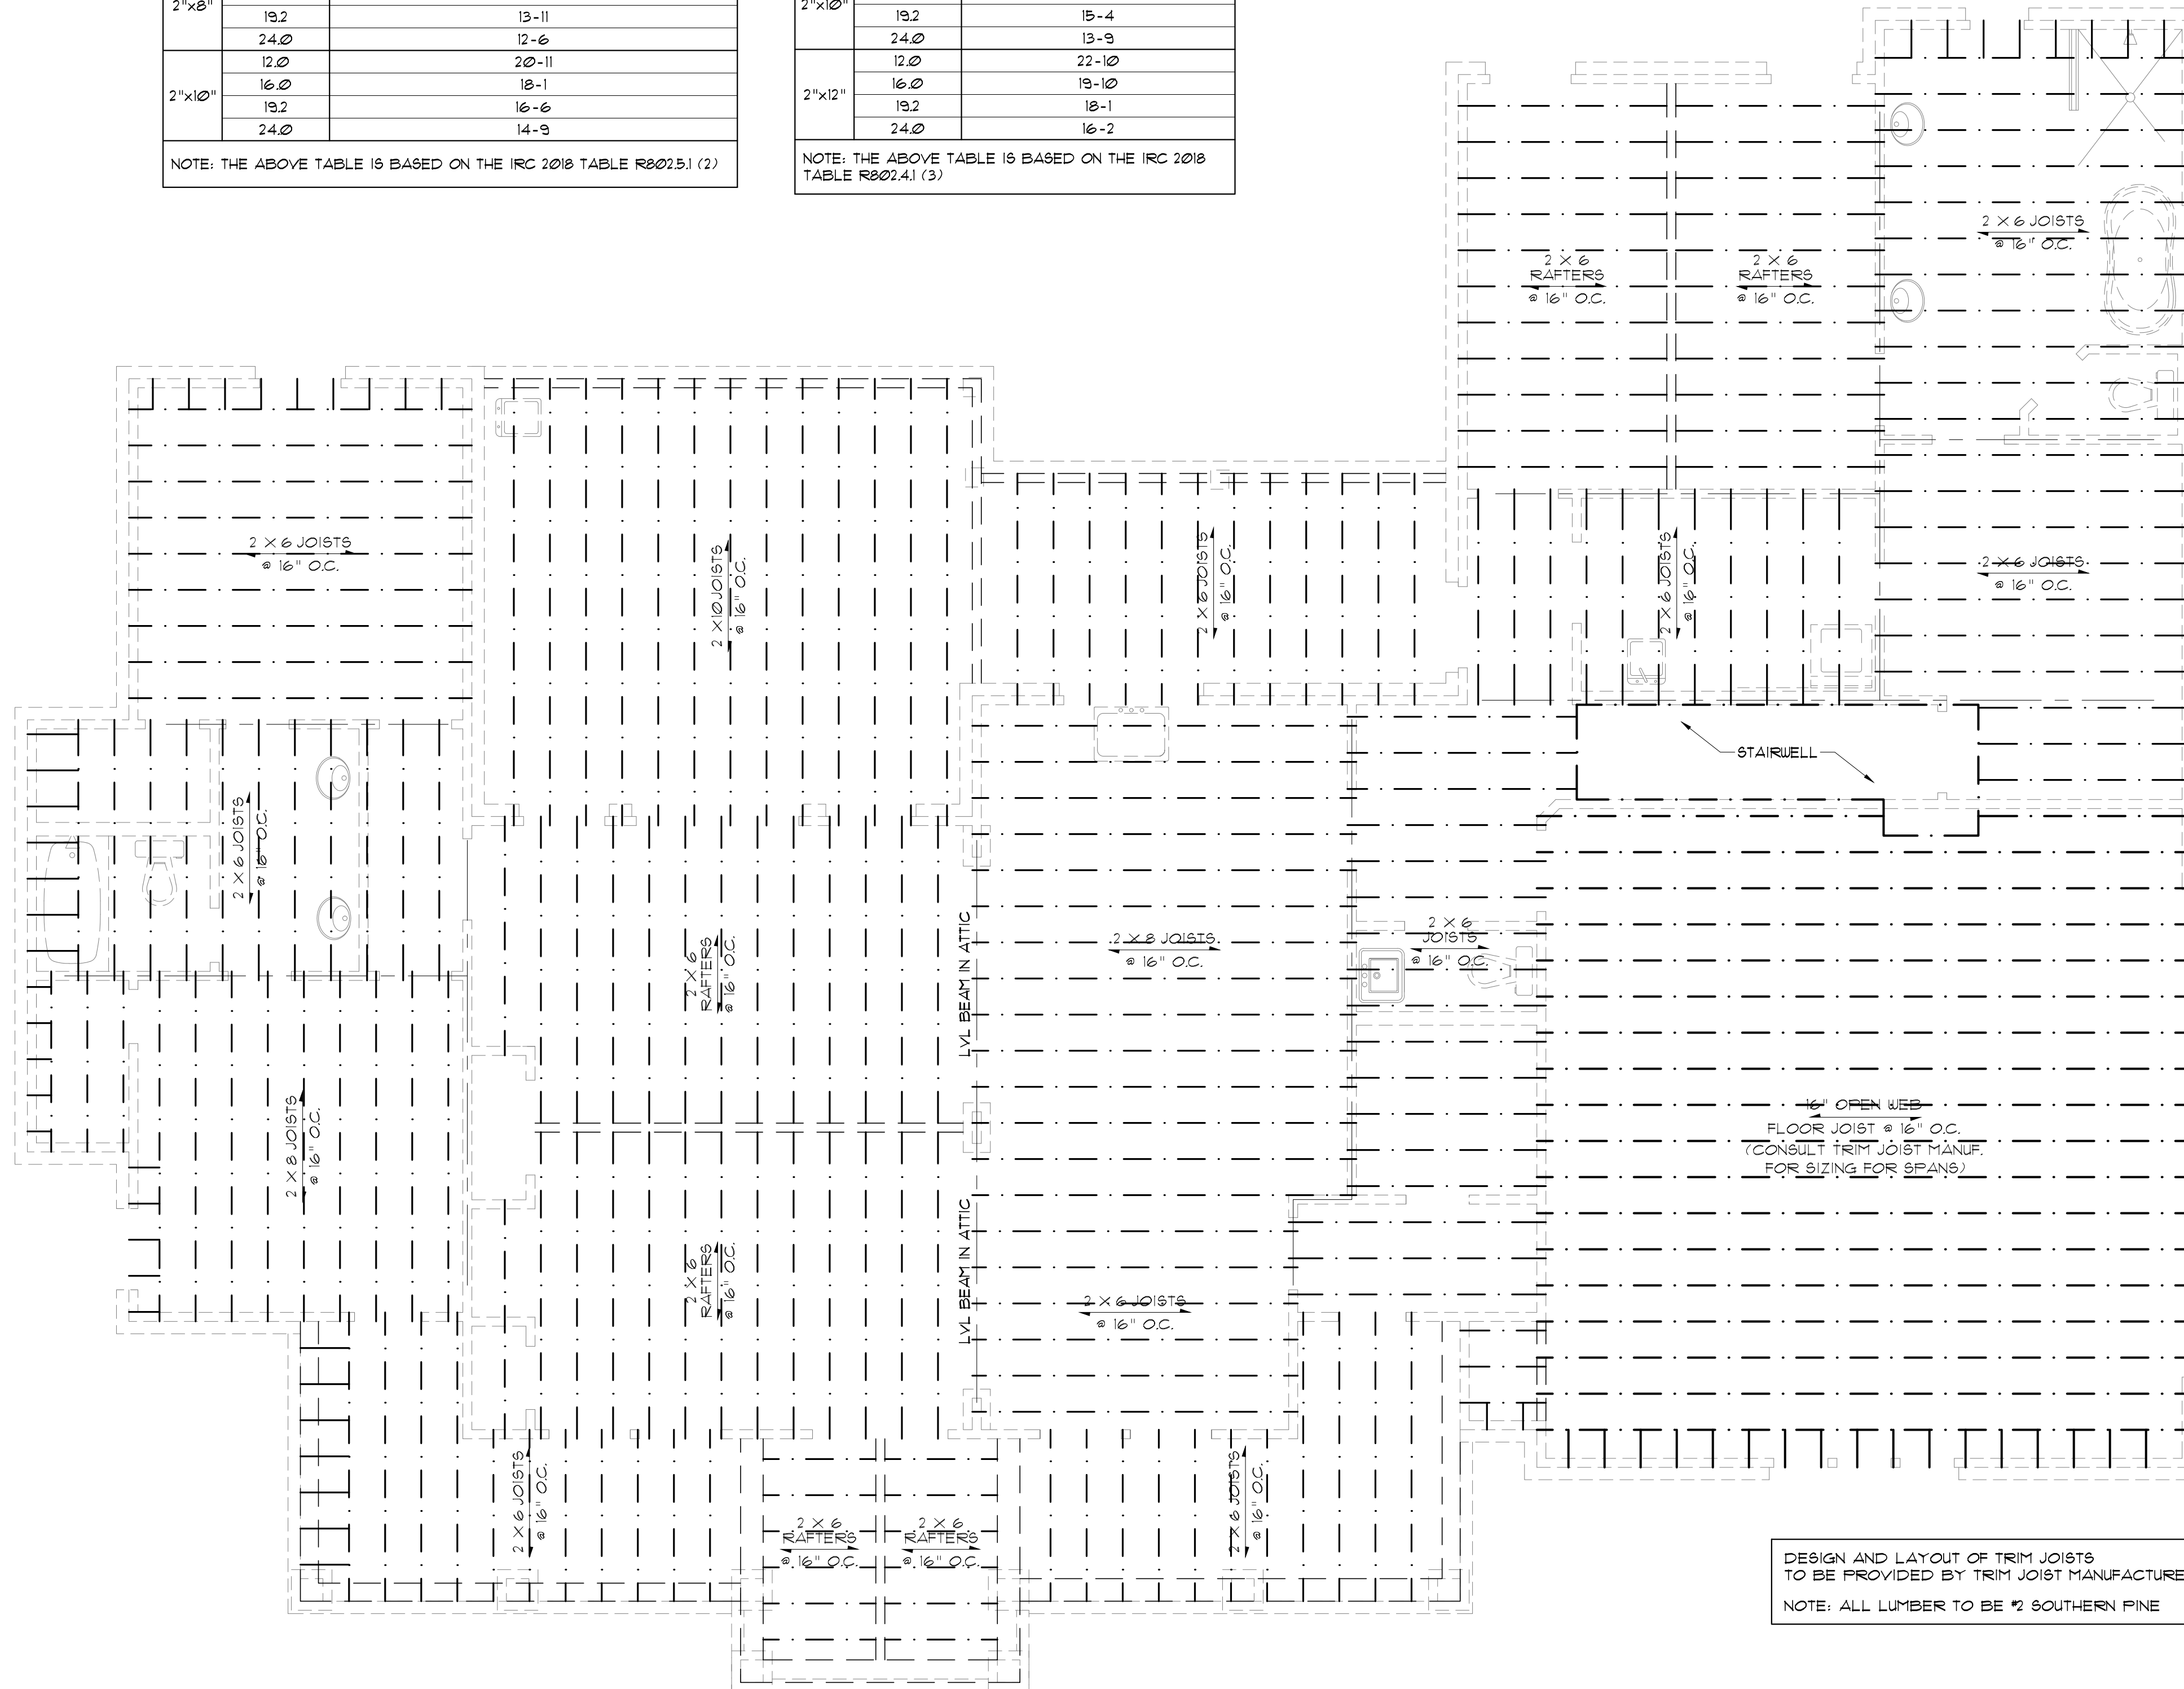 2"x8"
19.2 13-11
24.0 12-6
2"x10"
12.0 20-11
16.0 18-1
19.2 16-6
24.0 14-9
NOTE: THE ABOVE TABLE IS BASED ON THE IRC 2018 TABLE R802.5.1 (2)
2"x10"
19.2 15-4
24.0 13-9
2"x12"
12.0 22-10
16.0 19-10
19.2 18-1
24.0 16-2
NOTE: THE ABOVE TABLE IS BASED ON THE IRC 2018
TABLE R802.4.1 (3)
2 X 6 JOISTS
@ 16" O.C.
2 X 6
RAFTERS
@ 16" O.C.
2 X 6
RAFTERS
@ 16" O.C.
2 X 6 JOISTS
@ 16" O.C.
2 X 10 JOISTS
@ 16" O.C.
2 X 6 JOISTS
@ 16" O.C.
2 X 6 JOISTS
@ 16" O.C.
2 X 6 JOISTS
@ 16" O.C.
STAIRWELL
2 X 6 JOISTS
@ 16" O.C.
2 X 6
RAFTERS
@ 16" O.C.
LVL BEAM IN ATTIC
2 X 8 JOISTS
@ 16" O.C.
2 X 6
JOISTS
@ 16" O.C.
2 X 8 JOISTS
@ 16" O.C.
16" OPEN WEB
FLOOR JOIST @ 16" O.C.
(CONSULT TRIM JOIST MANUF.
FOR SIZING FOR SPANS)
2 X 6
RAFTERS
@ 16" O.C.
LVL BEAM IN ATTIC
2 X 6 JOISTS
@ 16" O.C.
2 X 6 JOISTS
@ 16" O.C.
2 X 6
RAFTERS
@ 16" O.C.
2 X 6
RAFTERS
@ 16" O.C.
2 X 6 JOISTS
@ 16" O.C.
DESIGN AND LAYOUT OF TRIM JOISTS
TO BE PROVIDED BY TRIM JOIST MANUFACTURE
NOTE: ALL LUMBER TO BE #2 SOUTHERN PINE